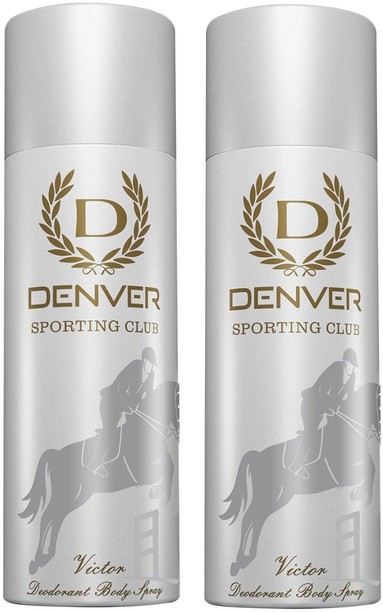 D
DENVER
SPORTING CLUB
Victor
Deodorant Body Spray
D
DENVER
SPORTING CLUB
Victor
Deodorant Body Spray